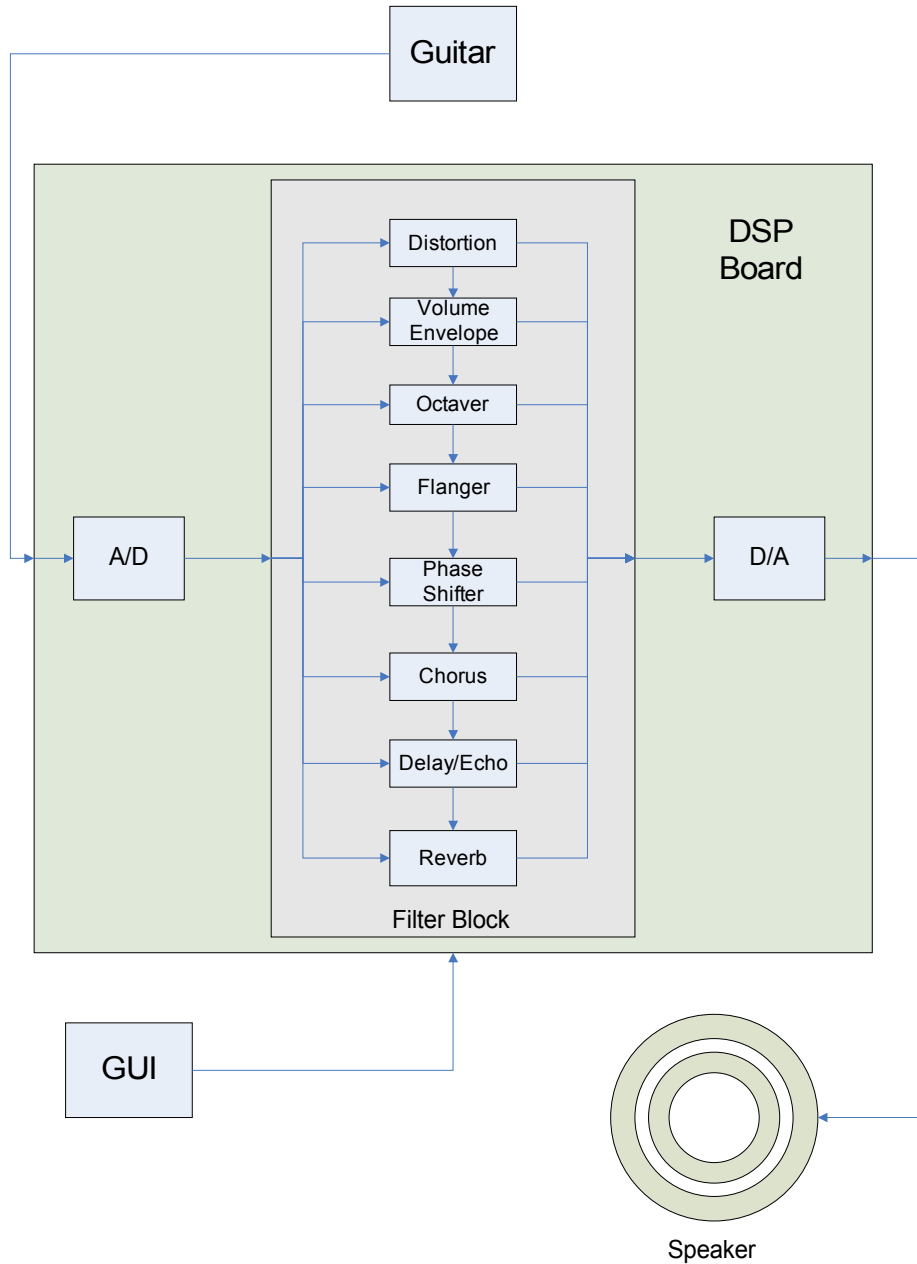 Guitar
DSP
Board
Distortion
Volume
Envelope
Octaver
Flanger
A/D
Phase
Shifter
D/A
Chorus
Delay/Echo
Reverb
Filter Block
GUI
Speaker